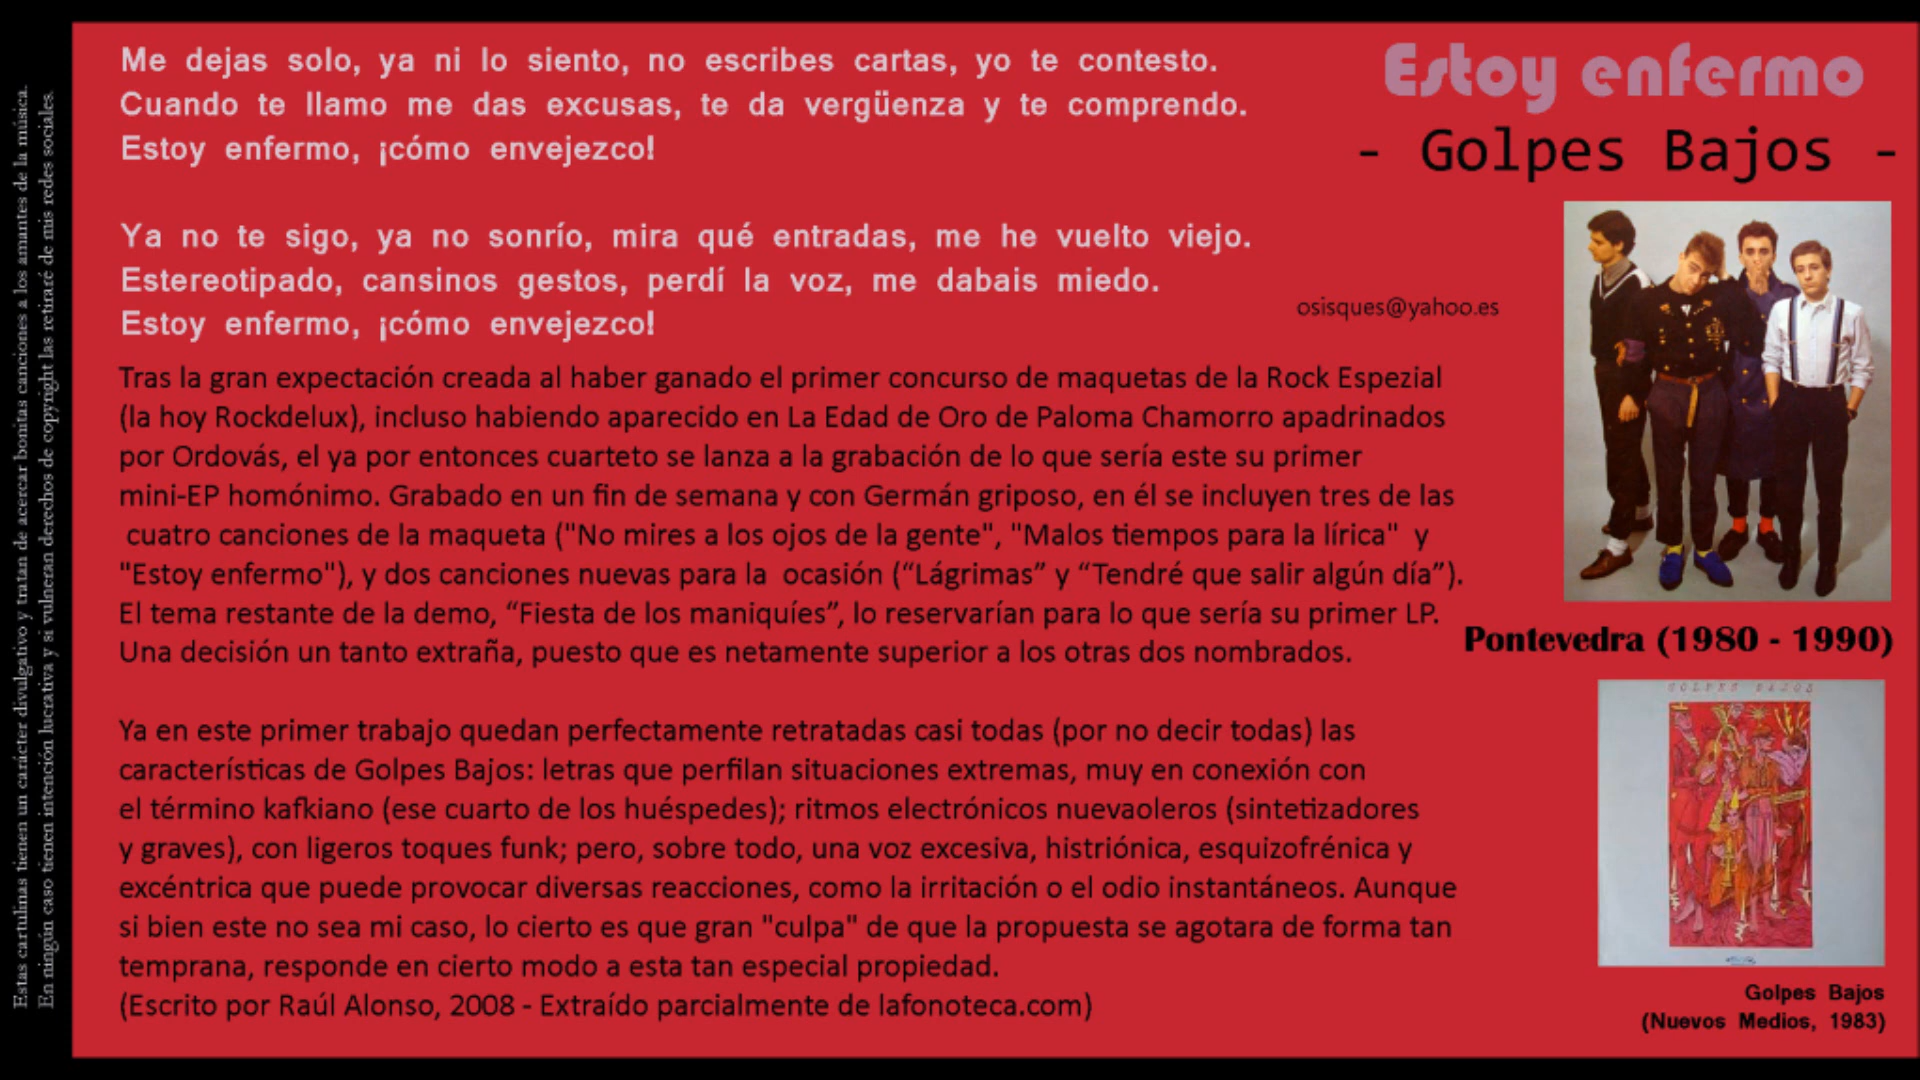 Estas cartulinas tienen un carácter divulgativo y tratan de acercar bonitas canciones a los amantes de la música.
En ningún caso tienen intención lucrativa y si vulneran derechos de copyright las retiraré de mis redes sociales.
Me dejas solo, ya ni lo siento, no escribes cartas, yo te contesto.
Cuando te llamo me das excusas, te da vergüenza y te comprendo.
Estoy enfermo, ¡cómo envejezco!
Ya no te sigo, ya no sonrío, mira qué entradas, me he vuelto viejo.
Estereotipado, cansinos gestos, perdí la voz, me dabais miedo.
Estoy enfermo, ¡cómo envejezco!
osisques@yahoo.es
Tras la gran expectación creada al haber ganado el primer concurso de maquetas de la Rock Espezial
(la hoy Rockdelux), incluso habiendo aparecido en La Edad de Oro de Paloma Chamorro apadrinados
por Ordovás, el ya por entonces cuarteto se lanza a la grabación de lo que sería este su primer
mini-EP homónimo. Grabado en un fin de semana y con Germán griposo, en él se incluyen tres de las
cuatro canciones de la maqueta ("No mires a los ojos de la gente", "Malos tiempos para la lírica" y
"Estoy enfermo"), y dos canciones nuevas para la ocasión (“Lágrimas” y “Tendré que salir algún día”).
El tema restante de la demo, “Fiesta de los maniquíes”, lo reservarían para lo que sería su primer LP.
Una decisión un tanto extraña, puesto que es netamente superior a los otras dos nombrados.
Ya en este primer trabajo quedan perfectamente retratadas casi todas (por no decir todas) las
características de Golpes Bajos: letras que perfilan situaciones extremas, muy en conexión con
el término kafkiano (ese cuarto de los huéspedes); ritmos electrónicos nuevaoleros (sintetizadores
y graves), con ligeros toques funk; pero, sobre todo, una voz excesiva, histriónica, esquizofrénica y
excéntrica que puede provocar diversas reacciones, como la irritación o el odio instantáneos. Aunque
si bien este no sea mi caso, lo cierto es que gran "culpa" de que la propuesta se agotara de forma tan
temprana, responde en cierto modo a esta tan especial propiedad.
(Escrito por Raúl Alonso, 2008 - Extraído parcialmente de lafonoteca.com)
Estoy enfermo
- Golpes Bajos -
Pontevedra (1980 - 1990)
GOLPES BAJOS
Golpes Bajos
(Nuevos Medios, 1983)